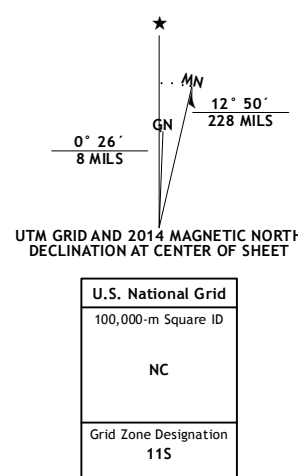 ★
MN
12° 50´
228 MILS
GN
0° 26´
8 MILS
UTM GRID AND 2014 MAGNETIC NORTH
DECLINATION AT CENTER OF SHEET
U.S. National Grid
100,000-m Square ID
NC
Grid Zone Designation
11S